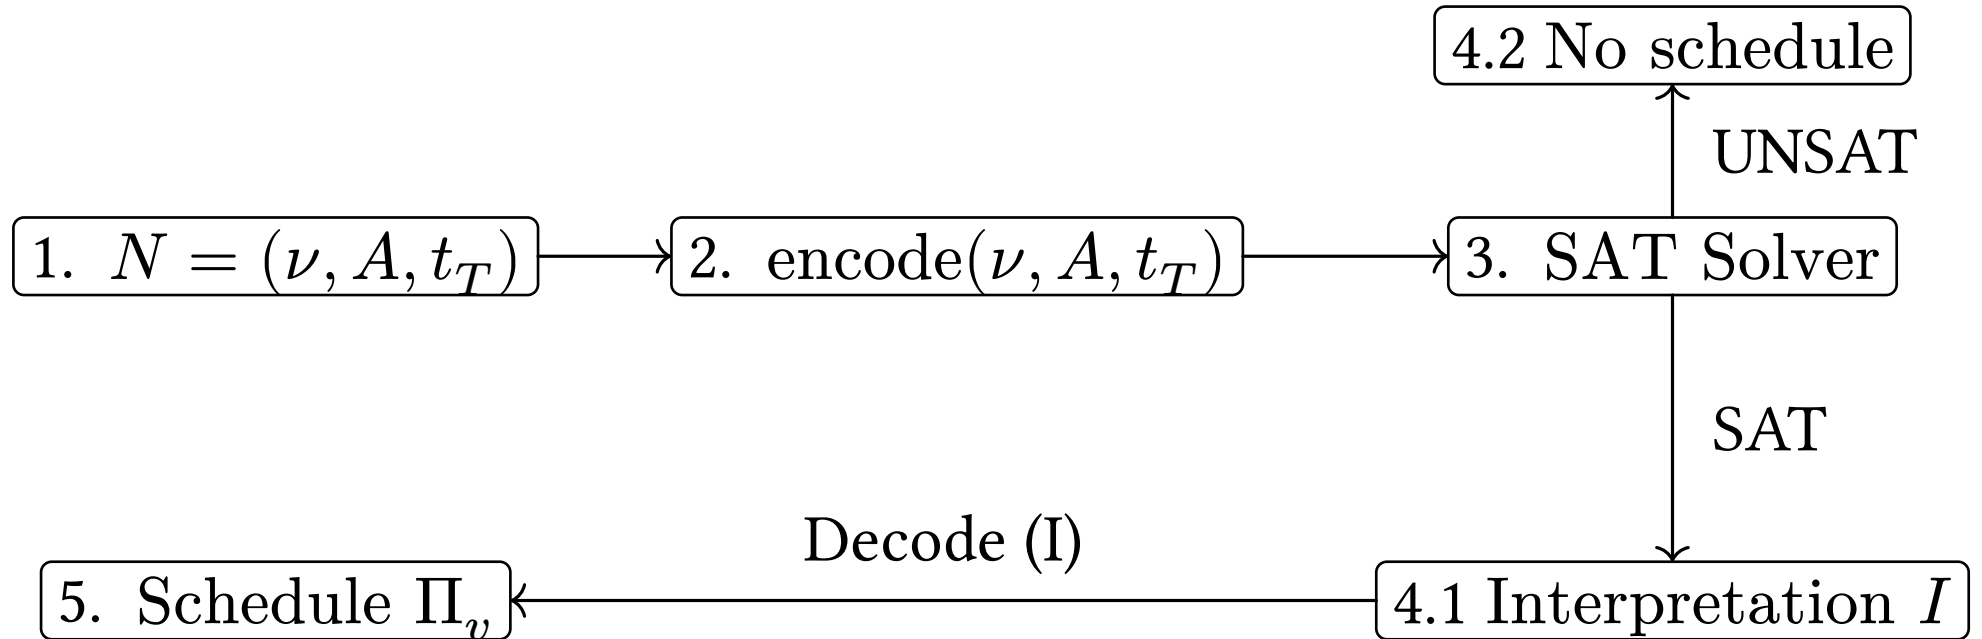 4.2 No schedule
UNSAT
1. N = (ν, A, t_T)
2. encode(ν, A, t_T)
3. SAT Solver
SAT
Decode (I)
5. Schedule Π_v
4.1 Interpretation I